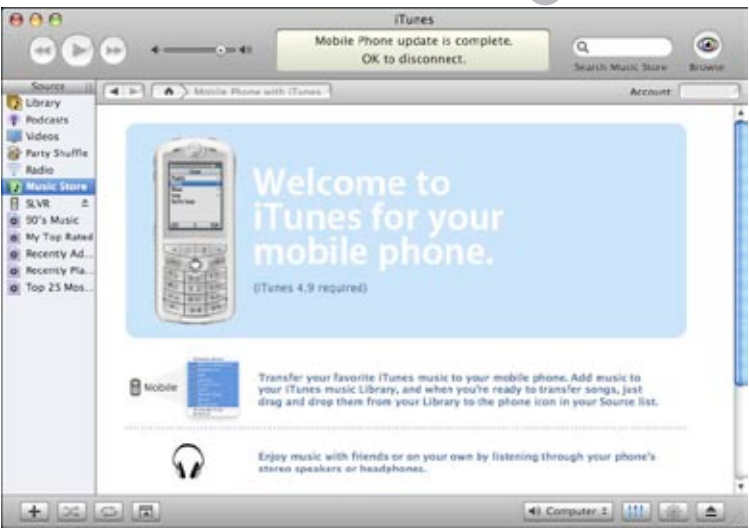 iTunes
Mobile Phone update is complete.
OK to disconnect.
Search Music Store
Browse
Source
Mobile Phone with iTunes
Account:
Library
Podcasts
Videos
Party Shuffle
Radio
Music Store
SLVR
90's Music
My Top Rated
Recently Ad...
Recently Pla...
Top 25 Mos...
Welcome to
iTunes for your
mobile phone.
(iTunes 4.9 required)
Mobile
Transfer your favorite iTunes music to your mobile phone. Add music to
your iTunes music Library, and when you're ready to transfer songs, just
drag and drop them from your Library to the phone icon in your Source list.
Enjoy music with friends or on your own by listening through your phone's
stereo speakers or headphones.
Computer